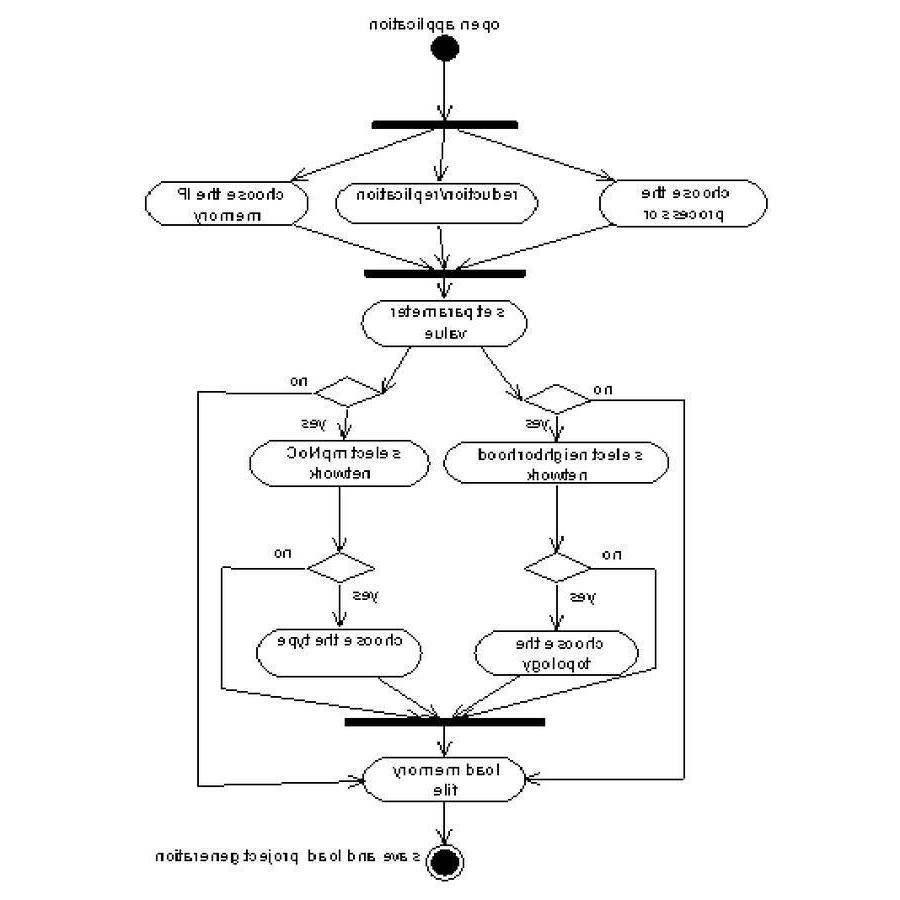 open application
choose the IP
memory
reduction/replication
choose the
processor
set parameter
value
no
no
yes
yes
select mpNoC
network
select neighborhood
network
no
no
yes
yes
choose the type
choose the
topology
load memory
file
save and load project generation